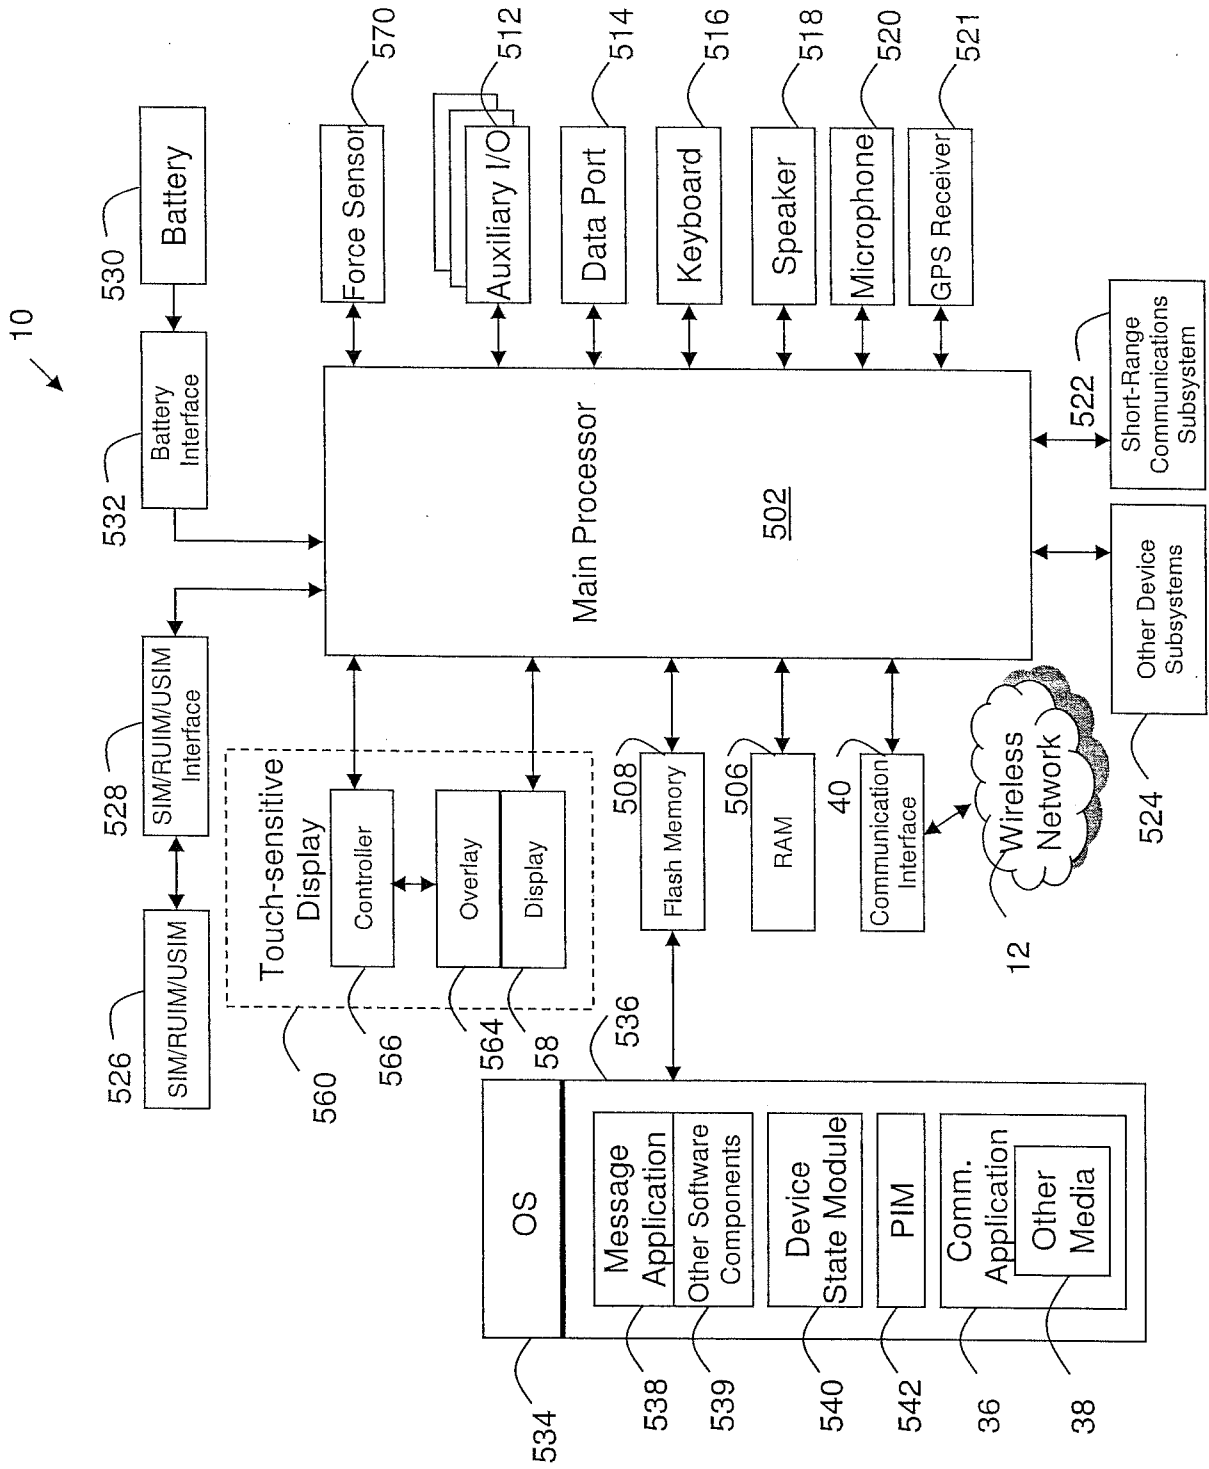 10
526
SIM/RUIM/USIM
528
SIM/RUIM/USIM
Interface
532
Battery
Interface
530
Battery
560
Touch-sensitive
Display
566
Controller
564
Overlay
58
Display
Main Processor
502
570
Force Sensor
512
Auxiliary I/O
514
Data Port
516
Keyboard
518
Speaker
520
Microphone
521
GPS Receiver
508
Flash Memory
506
RAM
40
Communication
Interface
12
Wireless
Network
524
Other Device
Subsystems
522
Short-Range
Communications
Subsystem
534
OS
536
538
Message
Application
539
Other Software
Components
540
Device
State Module
542
PIM
36
Comm.
Application
38
Other
Media